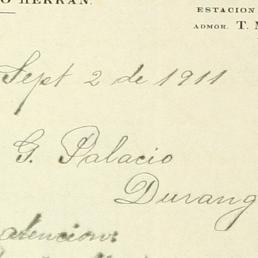 O HERRAN.
ESTACION
ADMOR. T. M
Sept 2 de 1911
G. Palacio
Durang
atencion: